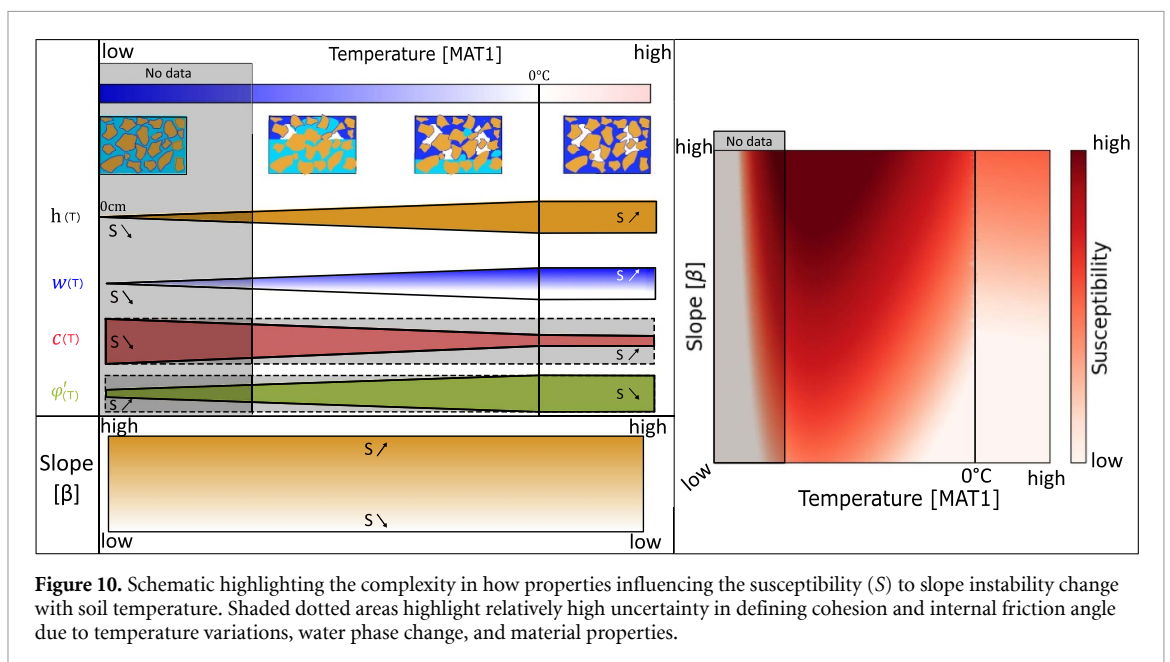 low
Temperature [MAT1]
high
No data
0°C
h(T)
0cm
S↘
S↗
w(T)
S↘
S↗
c(T)
S↘
S↗
φ′(T)
S↗
S↘
Slope
[β]
high
high
S↗
S↘
low
low
high
No data
Slope [β]
low
0°C
high
Temperature [MAT1]
high
Susceptibility
low
Figure 10. Schematic highlighting the complexity in how properties influencing the susceptibility (S) to slope instability change
with soil temperature. Shaded dotted areas highlight relatively high uncertainty in defining cohesion and internal friction angle
due to temperature variations, water phase change, and material properties.